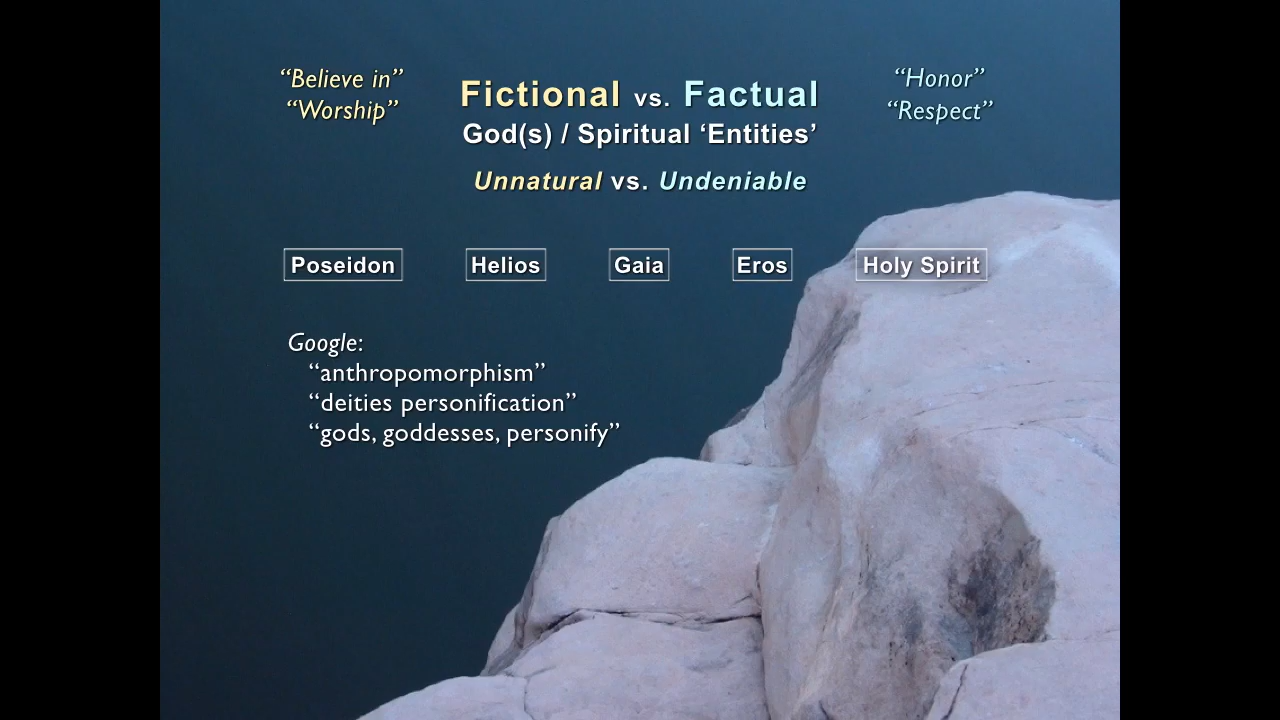 “Believe in”
“Worship”
Fictional vs. Factual
God(s) / Spiritual ‘Entities’
Unnatural vs. Undeniable
“Honor”
“Respect”
Poseidon
Helios
Gaia
Eros
Holy Spirit
Google:
“anthropomorphism”
“deities personification”
“gods, goddesses, personify”